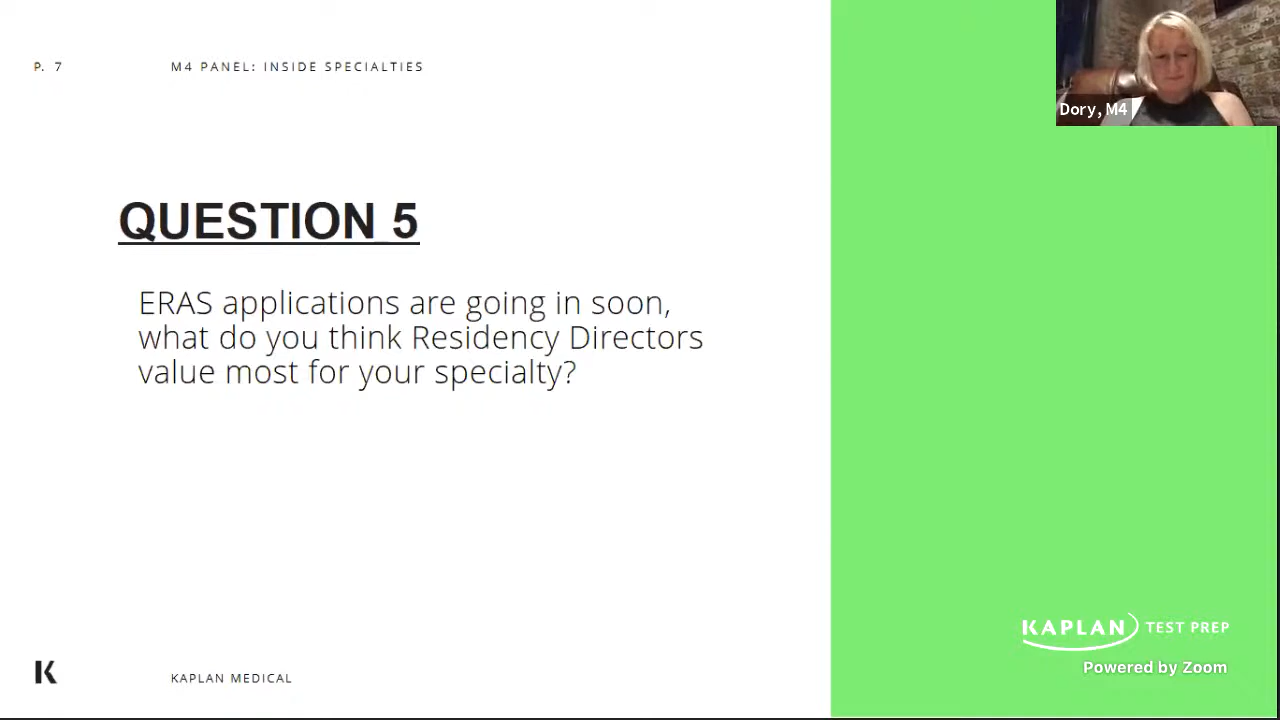 P. 7
M4 PANEL: INSIDE SPECIALTIES
Dory, M4
QUESTION 5
ERAS applications are going in soon,
what do you think Residency Directors
value most for your specialty?
KAPLAN TEST PREP
Powered by Zoom
K
KAPLAN MEDICAL